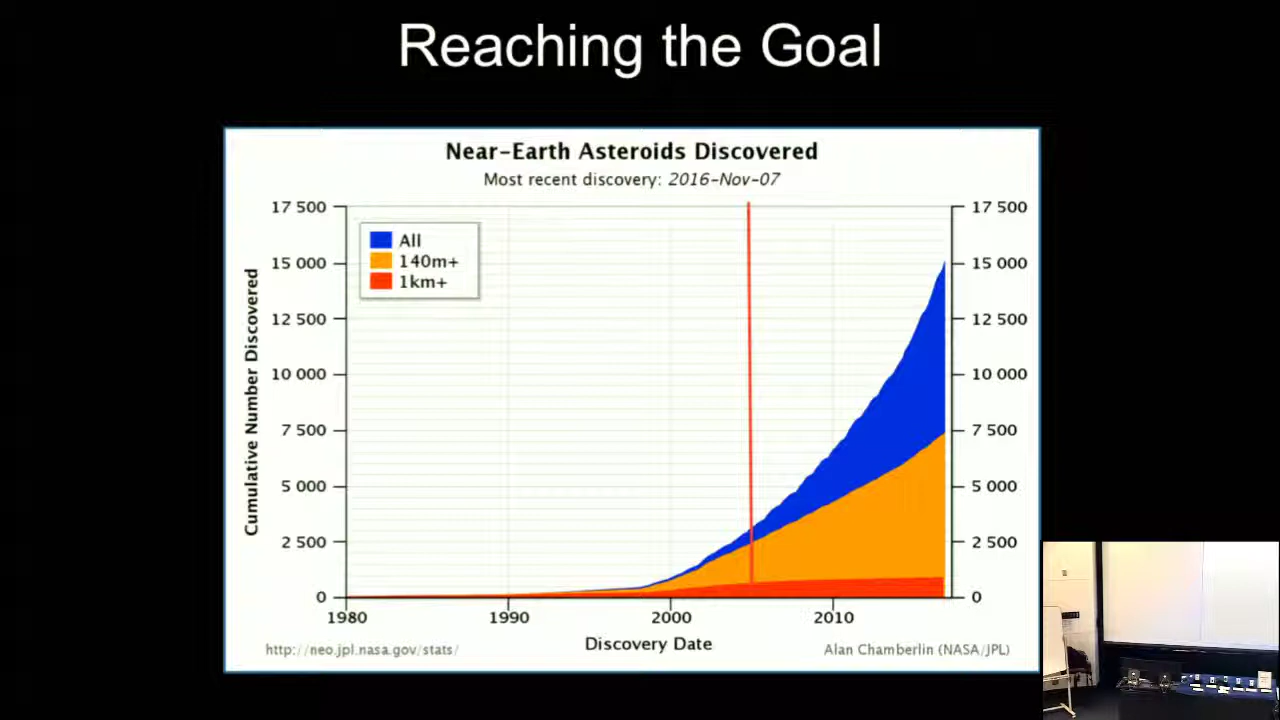 Reaching the Goal
Near-Earth Asteroids Discovered
Most recent discovery: 2016-Nov-07
17 500
15 000
12 500
10 000
7 500
5 000
2 500
0
All
140m+
1km+
17 500
15 000
12 500
10 000
7 500
5 000
2 500
0
Cumulative Number Discovered
1980
1990
2000
2010
Discovery Date
http://neo.jpl.nasa.gov/stats/
Alan Chamberlin (NASA/JPL)